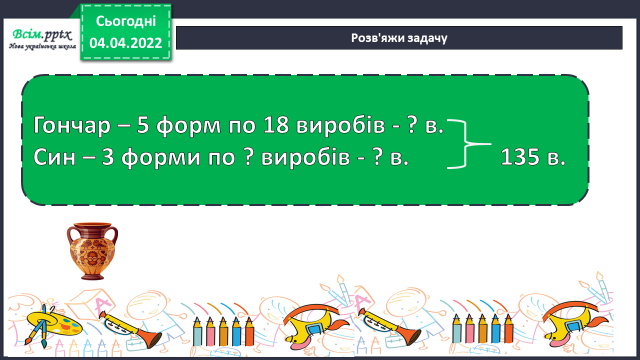 Всім.pptx
Нова українська школа
Сьогодні
04.04.2022
Розв'яжи задачу
Гончар – 5 форм по 18 виробів - ? в.
Син – 3 форми по ? виробів - ? в.
135 в.